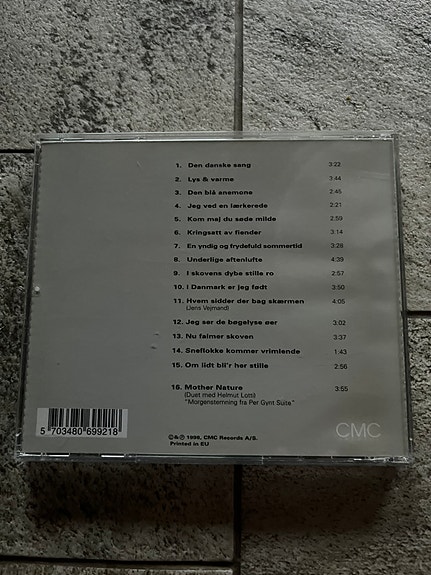 1. Den danske sang 3:22
2. Lys & varme 3:44
3. Den blå anemone 2:45
4. Jeg ved en lærkerede 2:21
5. Kom maj du søde milde 2:59
6. Kringsatt av fiender 3:14
7. En yndig og frydefuld sommertid 3:28
8. Underlige aftenlufte 4:39
9. I skovens dybe stille ro 2:57
10. I Danmark er jeg født 3:50
11. Hvem sidder der bag skærmen 4:05
(Jens Vejmand)
12. Jeg ser de bøgelyse øer 3:02
13. Nu falmer skoven 3:37
14. Sneflokke kommer vrimlende 1:43
15. Om lidt bli'r her stille 2:56
16. Mother Nature 3:55
(Duet med Helmut Lotti)
"Morgenstemning fra Per Gynt Suite"
5 703480 699218
©&℗ 1999, CMC Records A/S.
Printed in EU
CMC